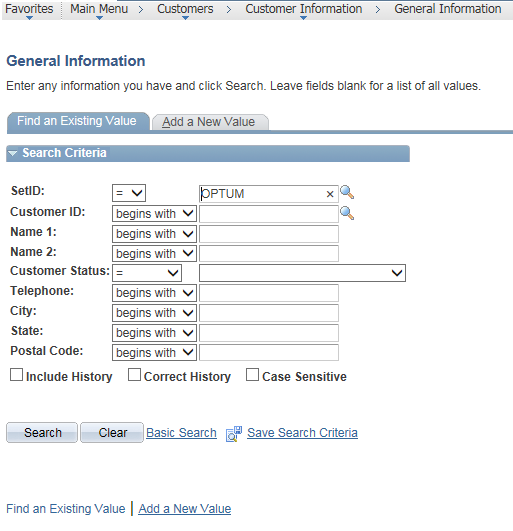 Favorites Main Menu > Customers > Customer Information > General Information
General Information
Enter any information you have and click Search. Leave fields blank for a list of all values.
Find an Existing Value Add a New Value
Search Criteria
SetID: = OPTUM ×
Customer ID: begins with
Name 1: begins with
Name 2: begins with
Customer Status: =
Telephone: begins with
City: begins with
State: begins with
Postal Code: begins with
Include History Correct History Case Sensitive
Search Clear Basic Search Save Search Criteria
Find an Existing Value | Add a New Value